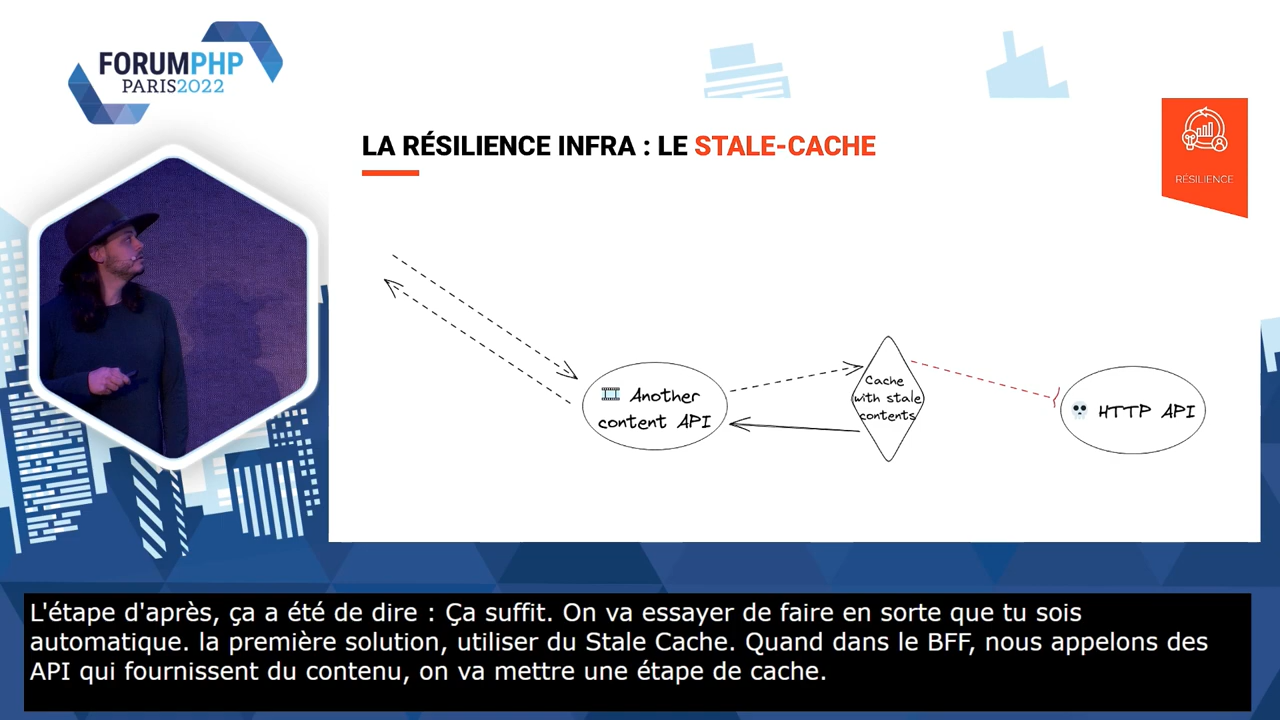 FORUMPHP
PARIS2022
LA RÉSILIENCE INFRA : LE STALE-CACHE
RÉSILIENCE
Another
content API
Cache
with stale
contents
HTTP API
L'étape d'après, ça a été de dire : Ça suffit. On va essayer de faire en sorte que tu sois
automatique. la première solution, utiliser du Stale Cache. Quand dans le BFF, nous appelons des
API qui fournissent du contenu, on va mettre une étape de cache.